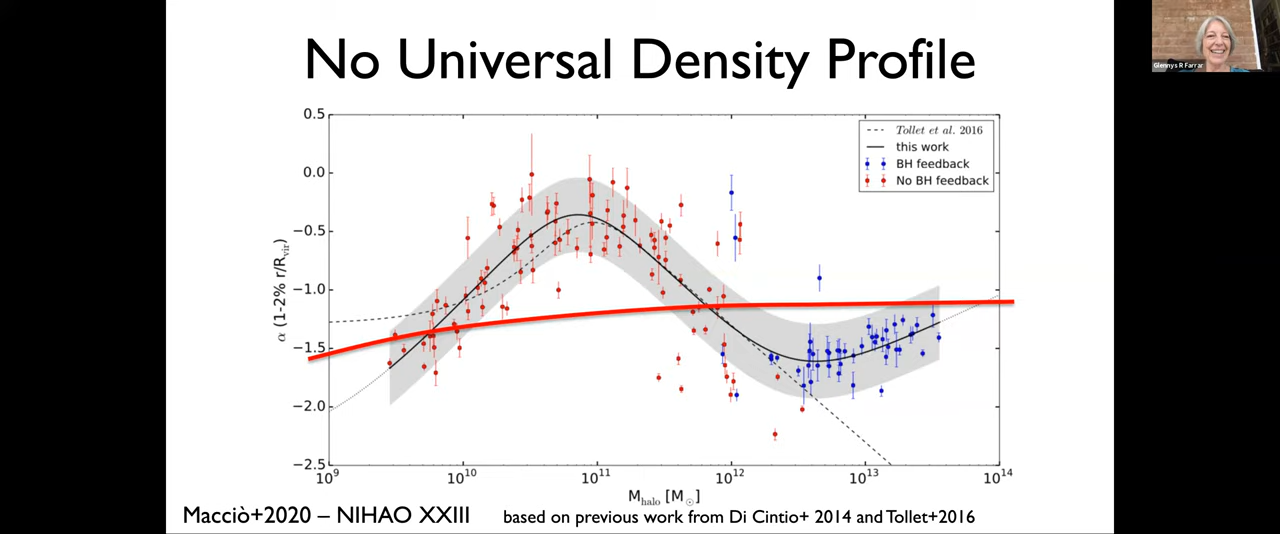 No Universal Density Profile
Glennys R Farrar
0.5
0.0
−0.5
−1.0
−1.5
−2.0
−2.5
α (1-2% r/Rvir)
Tollet et al. 2016
this work
BH feedback
No BH feedback
10⁹ 10¹⁰ 10¹¹ 10¹² 10¹³ 10¹⁴
Mhalo [M☉]
Macciò+2020 – NIHAO XXIII based on previous work from Di Cintio+ 2014 and Tollet+2016